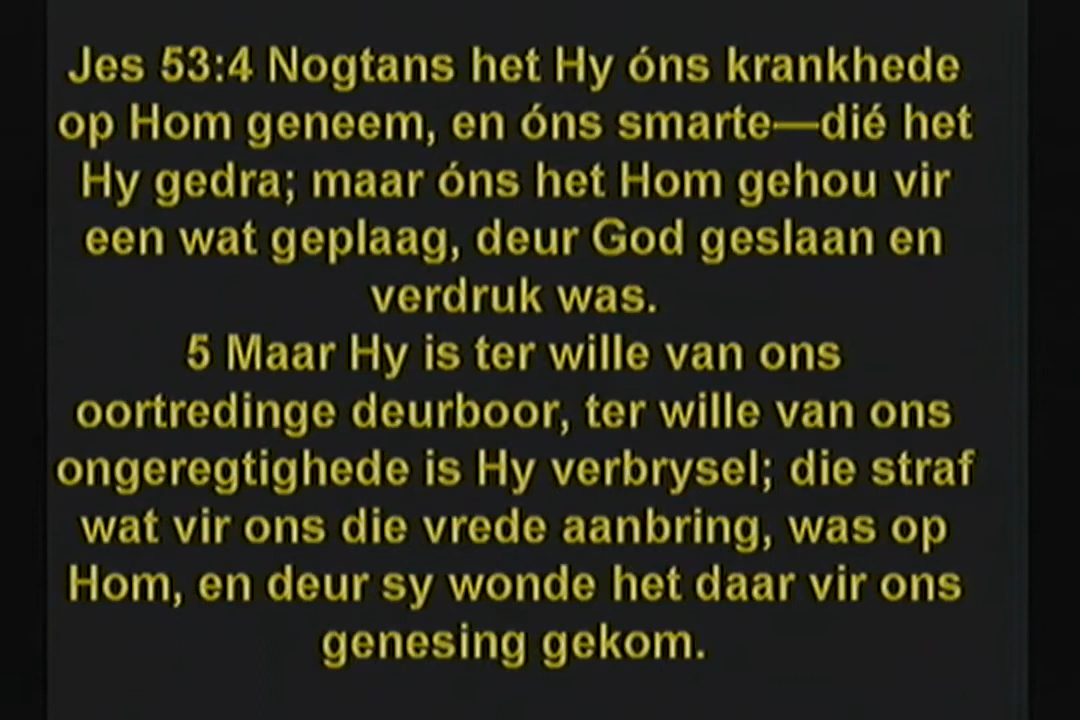 Jes 53:4 Nogtans het Hy óns krankhede
op Hom geneem, en óns smarte—dié het
Hy gedra; maar óns het Hom gehou vir
een wat geplaag, deur God geslaan en
verdruk was.
5 Maar Hy is ter wille van ons
oortredinge deurboor, ter wille van ons
ongeregtighede is Hy verbrysel; die straf
wat vir ons die vrede aanbring, was op
Hom, en deur sy wonde het daar vir ons
genesing gekom.